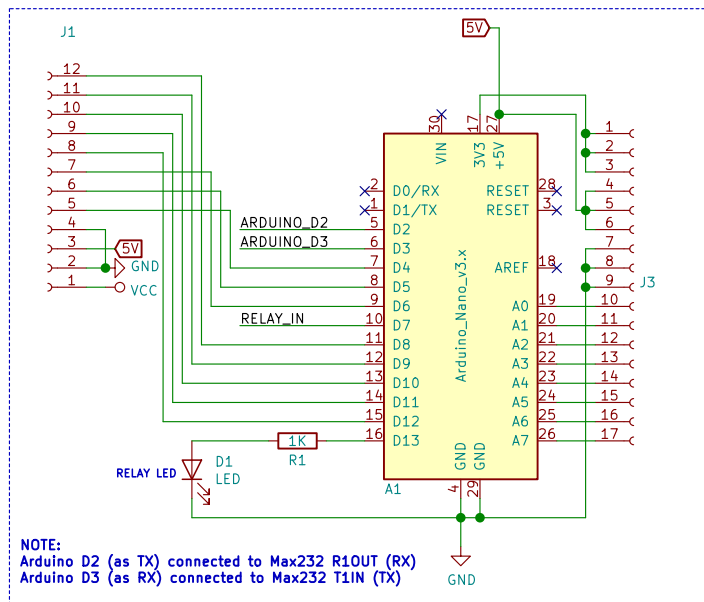 J1
12
11
10
9
8
7
6
5
4
3
2
1
5V
GND
VCC
5V
30
VIN
17
3V3
27
+5V
2
D0/RX
1
D1/TX
ARDUINO_D2
5
D2
ARDUINO_D3
6
D3
7
D4
8
D5
9
D6
RELAY_IN
10
D7
11
D8
12
D9
13
D10
14
D11
15
D12
16
D13
Arduino_Nano_v3.x
RESET
28
RESET
3
AREF
18
A0
19
A1
20
A2
21
A3
22
A4
23
A5
24
A6
25
A7
26
GND
4
GND
29
A1
1
2
3
4
5
6
7
8
9
10
11
12
13
14
15
16
17
J3
1K
R1
D1
LED
RELAY LED
GND
NOTE:
Arduino D2 (as TX) connected to Max232 R1OUT (RX)
Arduino D3 (as RX) connected to Max232 T1IN (TX)